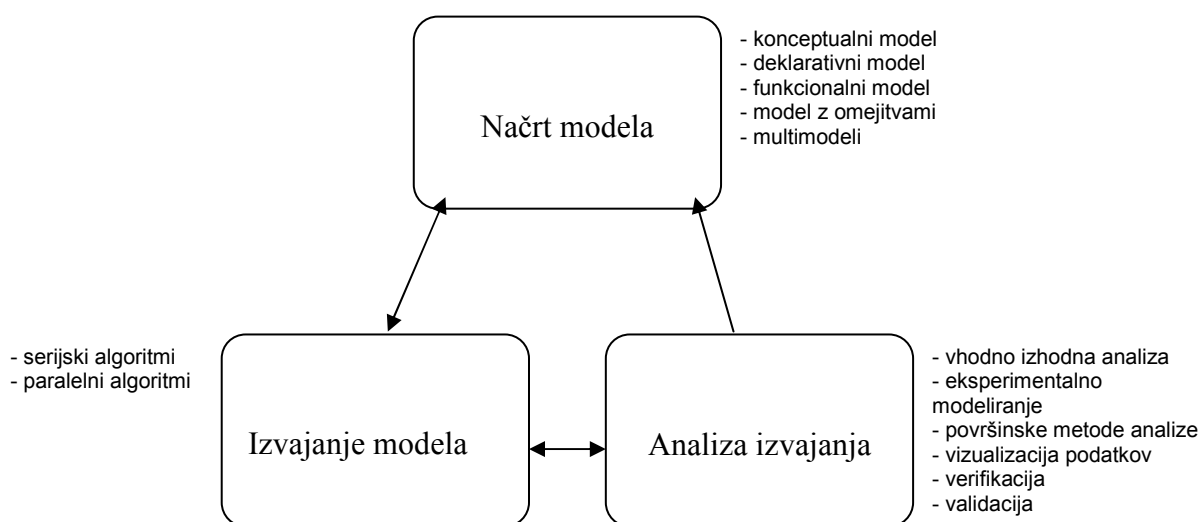 Načrt modela
- konceptualni model
- deklarativni model
- funkcionalni model
- model z omejitvami
- multimodeli
- serijski algoritmi
- paralelni algoritmi
Izvajanje modela
Analiza izvajanja
- vhodno izhodna analiza
- eksperimentalno
modeliranje
- površinske metode analize
- vizualizacija podatkov
- verifikacija
- validacija